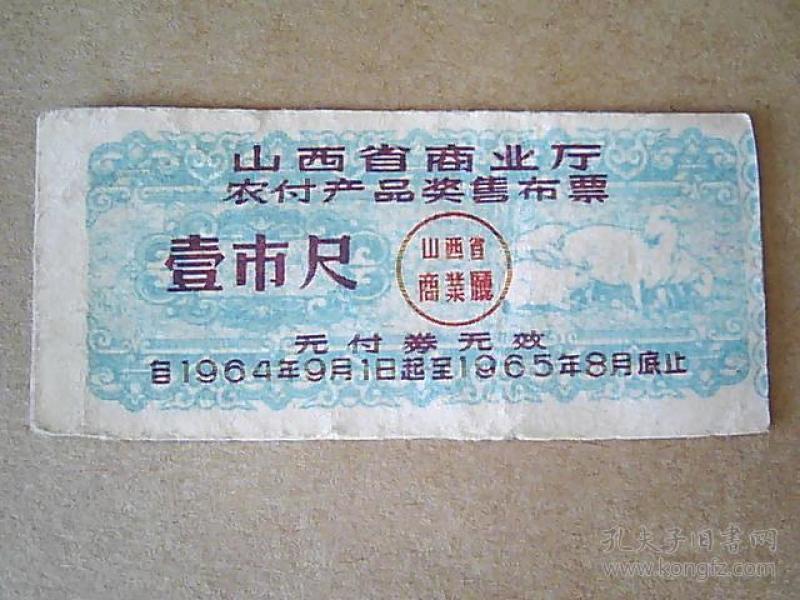 山西省商业厅
农付产品奖售布票
壹市尺
山西省
商業廳
无付券无效
自1964年9月1日起至1965年8月底止
孔夫子旧书网
www.kongfz.com